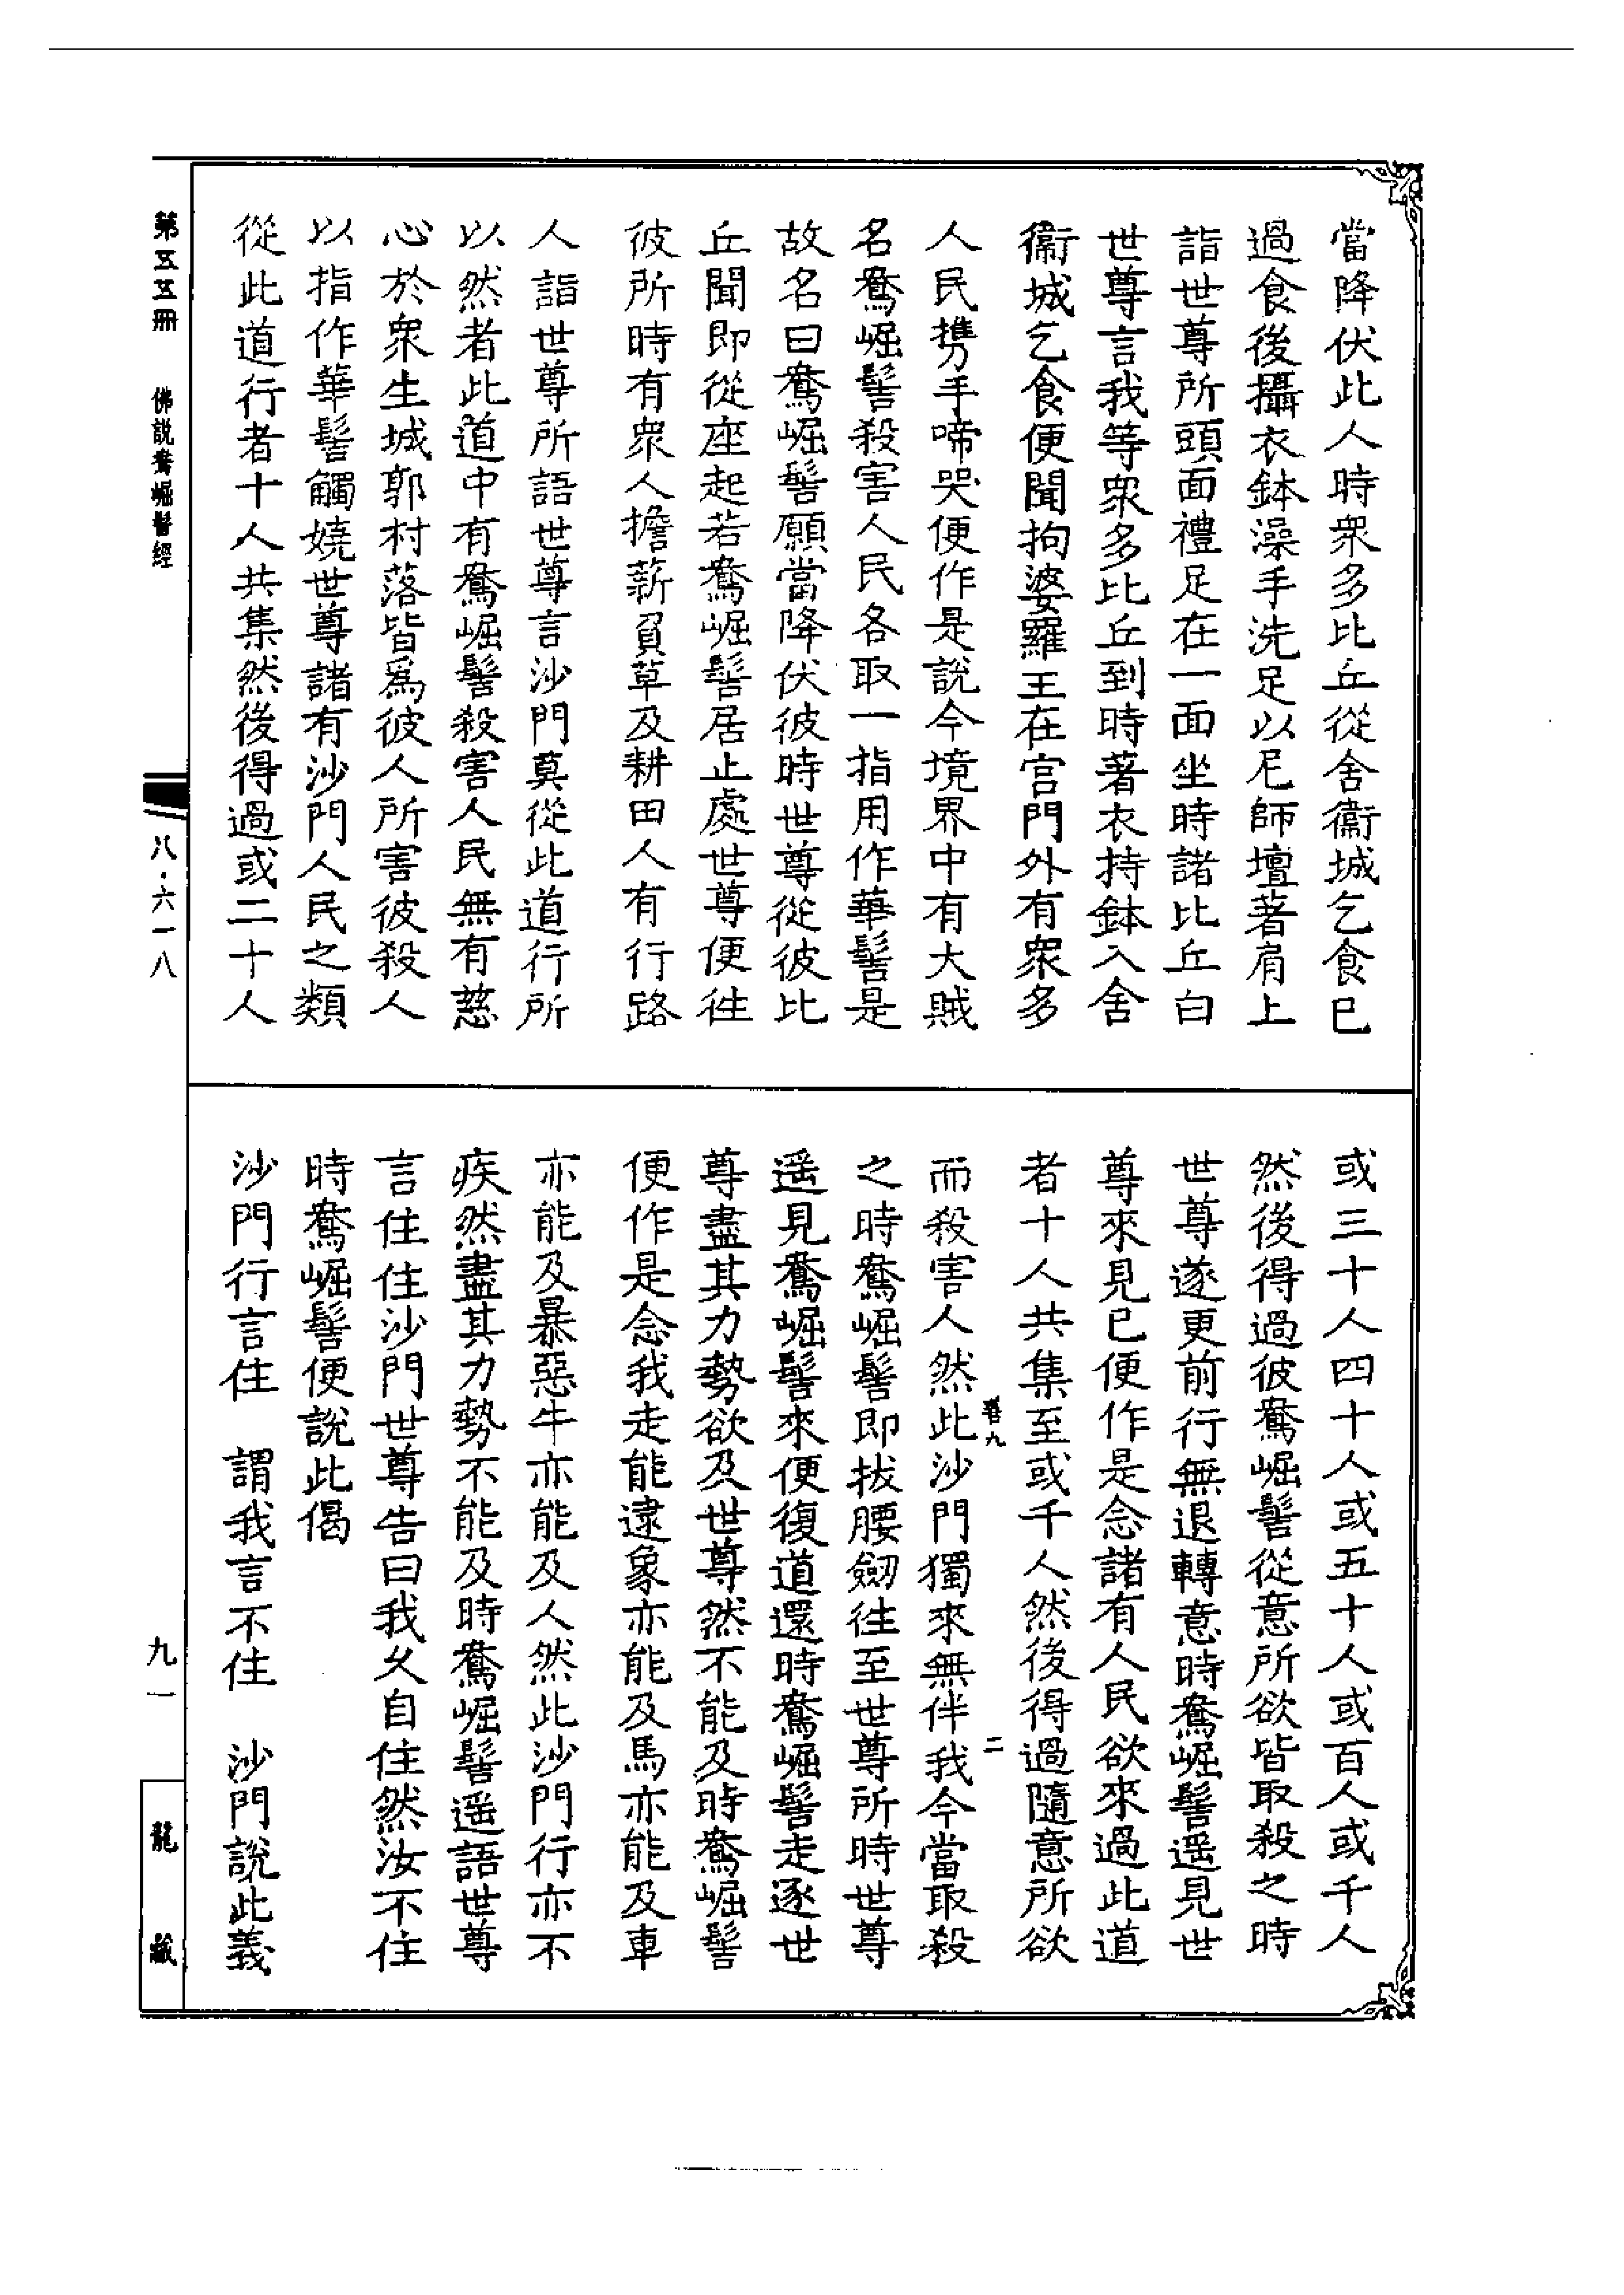 當降伏此人時衆多比丘從舍衞城乞食已
過食後攝衣鉢澡手洗足以尼師壇著肩上
詣世尊所頭面禮足在一面坐時諸比丘白
世尊言我等衆多比丘到時著衣持鉢入舍
衞城乞食便聞拘婆羅王在宮門外有衆多
人民攜手啼哭便作是說今境界中有大賊
名鴦崛髻殺害人民各取一指用作華髻是
故名曰鴦崛髻願當降伏彼時世尊從彼比
丘聞即從座起若鴦崛髻居止處世尊便往
彼所時有衆人擔薪負草及耕田人有行路
人詣世尊所語世尊言沙門莫從此道行所
以然者此道中有鴦崛髻殺害人民無有慈
心於衆生城郭村落皆爲彼人所害彼殺人
以指作華髻觸嬈世尊諸有沙門人民之類
從此道行者十人共集然後得過或二十人
或三十人四十人或五十人或百人或千人
然後得過彼鴦崛髻從意所欲皆取殺之時
世尊遂更前行無退轉意時鴦崛髻遥見世
尊來見已便作是念諸有人民欲來過此道
者十人共集至或千人然後得過隨意所欲
而殺害人然此沙門獨來無伴我今當取殺
之時鴦崛髻即拔腰劒往至世尊所時世尊
遥見鴦崛髻來便復道還時鴦崛髻走逐世
尊盡其力勢欲及世尊然不能及時鴦崛髻
便作是念我走能逮象亦能及馬亦能及車
亦能及暴惡牛亦能及人然此沙門行亦不
疾然盡其力勢不能及時鴦崛髻遥語世尊
言住住沙門世尊告曰我久自住然汝不住
時鴦崛髻便說此偈
沙門行言住　謂我言不住　沙門說此義
二
第五五冊　佛說鴦崛髻經
八·六一八
九一
龍藏